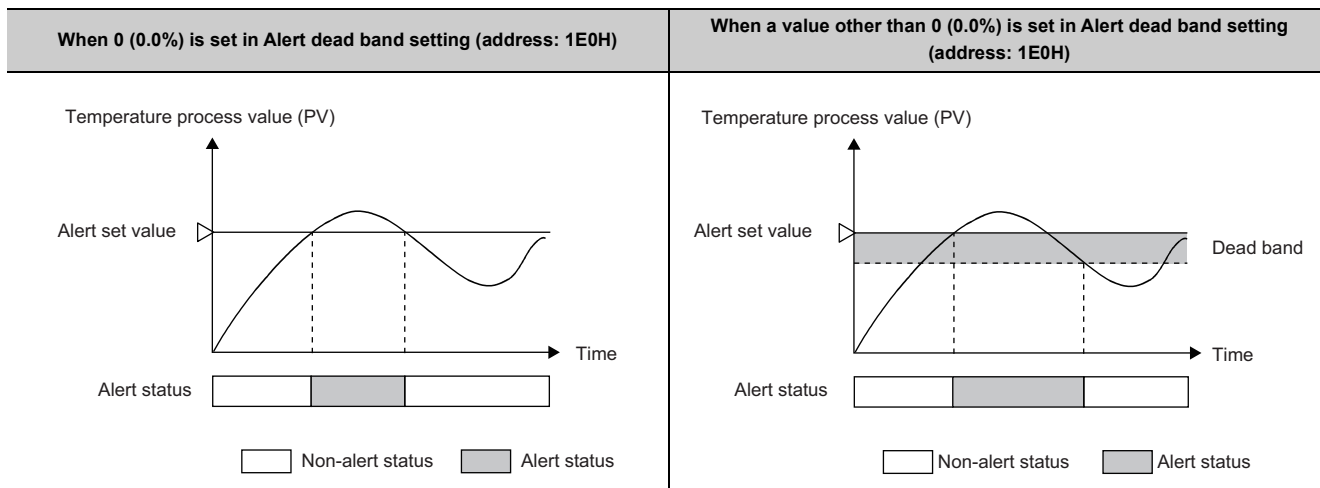 When 0 (0.0%) is set in Alert dead band setting (address: 1E0H)
When a value other than 0 (0.0%) is set in Alert dead band setting
(address: 1E0H)
Temperature process value (PV)
Alert set value
Time
Alert status
Non-alert status
Alert status
Temperature process value (PV)
Alert set value
Dead band
Time
Alert status
Non-alert status
Alert status